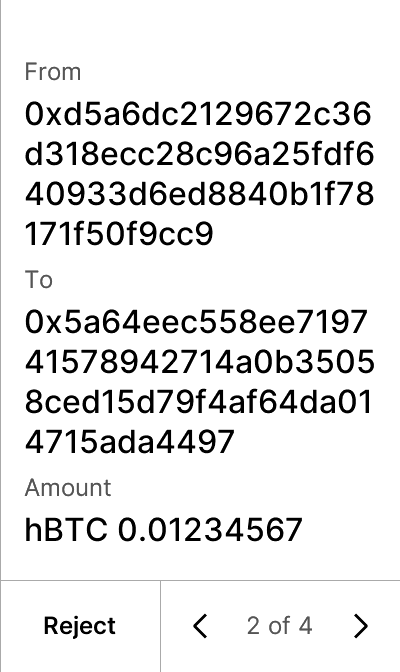 From
0xd5a6dc2129672c36
d318ecc28c96a25fdf6
40933d6ed8840b1f78
171f50f9cc9
To
0x5a64eec558ee7197
41578942714a0b3505
8ced15d79f4af64da01
4715ada4497
Amount
hBTC 0.01234567
Reject
2 of 4